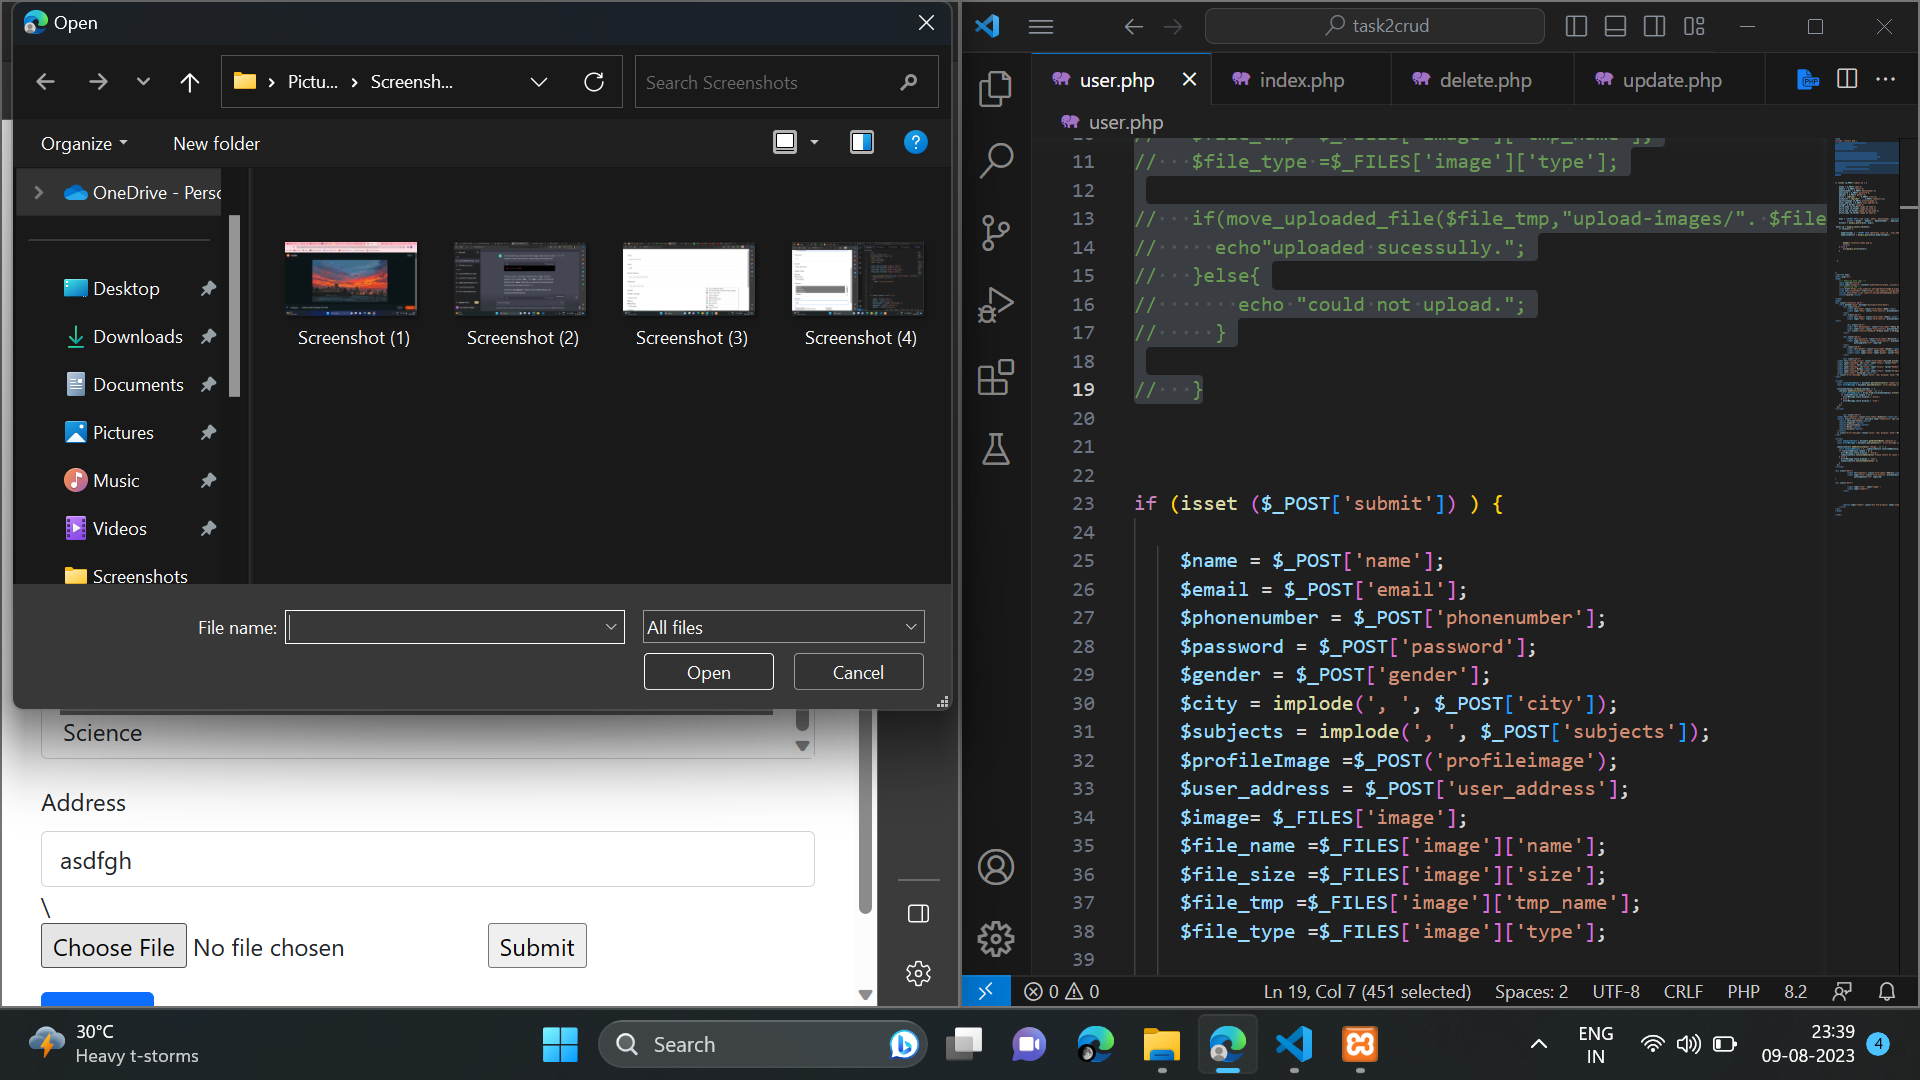 Open
Pictu...
Screensh...
Search Screenshots
Organize
New folder
OneDrive - Perso
Desktop
Downloads
Documents
Pictures
Music
Videos
Screenshots
Screenshot (1)
Screenshot (2)
Screenshot (3)
Screenshot (4)
File name:
All files
Open
Cancel
Science
Address
asdfgh
\
Choose File No file chosen
Submit
task2crud
user.php
index.php
delete.php
update.php
user.php
11 //   $file_type =$_FILES['image']['type'];
12
13 //   if(move_uploaded_file($file_tmp,"upload-images/". $file
14 //     echo"uploaded sucessully.";
15 //   }else{
16 //       echo "could not upload.";
17 //     }
18
19 //   }
20
21
22
23 if (isset ($_POST['submit']) ) {
24
25     $name = $_POST['name'];
26     $email = $_POST['email'];
27     $phonenumber = $_POST['phonenumber'];
28     $password = $_POST['password'];
29     $gender = $_POST['gender'];
30     $city = implode(', ', $_POST['city']);
31     $subjects = implode(', ', $_POST['subjects']);
32     $profileImage =$_POST('profileimage');
33     $user_address = $_POST['user_address'];
34     $image= $_FILES['image'];
35     $file_name =$_FILES['image']['name'];
36     $file_size =$_FILES['image']['size'];
37     $file_tmp =$_FILES['image']['tmp_name'];
38     $file_type =$_FILES['image']['type'];
39
0 0
Ln 19, Col 7 (451 selected)
Spaces: 2
UTF-8
CRLF
PHP
8.2
30°C
Heavy t-storms
Search
ENG
IN
23:39
09-08-2023
4